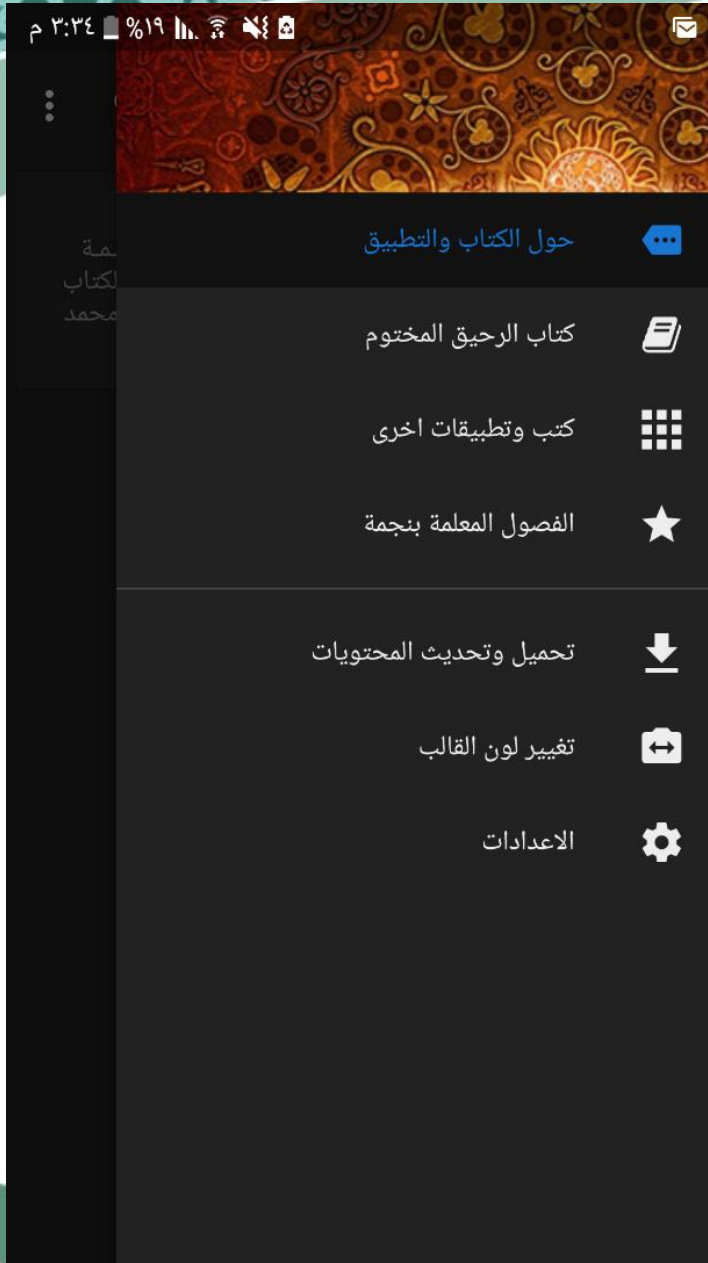 ٣:٣٤ م
%١٩
حول الكتاب والتطبيق
كتاب الرحيق المختوم
كتب وتطبيقات اخرى
الفصول المعلمة بنجمة
تحميل وتحديث المحتويات
تغيير لون القالب
الاعدادات
محمد